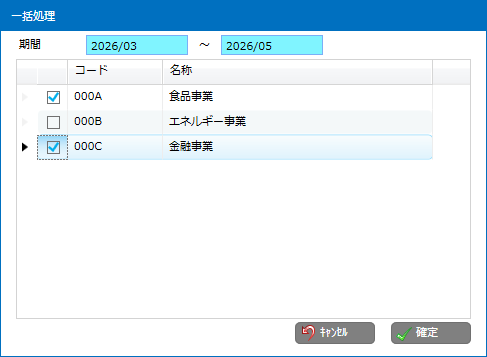 一括処理
期間 2026/03 ～ 2026/05
コード 名称
000A 食品事業
000B エネルギー事業
000C 金融事業
ｷｬﾝｾﾙ 確定